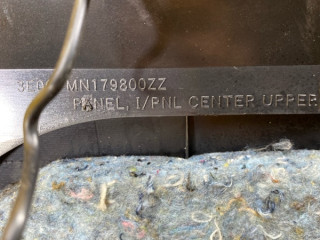 MN179800ZZ
PANEL, I/PNL CENTER UPPER